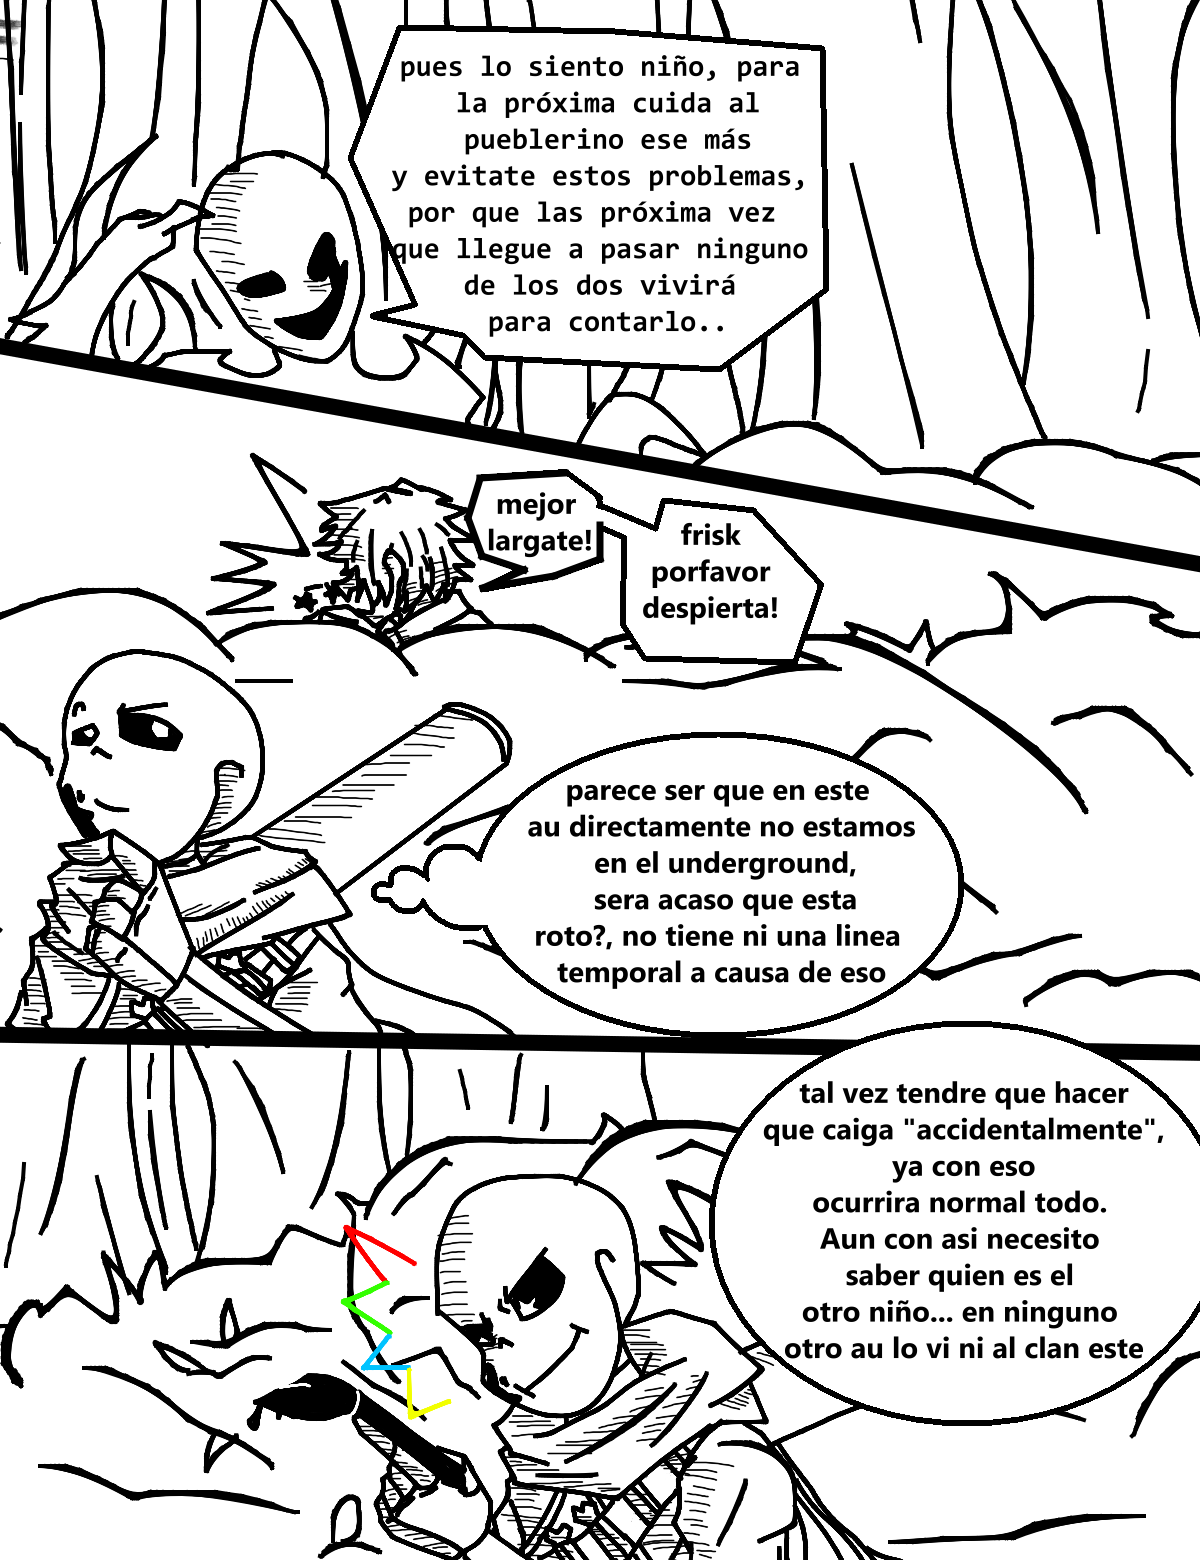 pues lo siento niño, para
la próxima cuida al
pueblerino ese más
y evitate estos problemas,
por que las próxima vez
que llegue a pasar ninguno
de los dos vivirá
para contarlo..
mejor
largate!
frisk
porfavor
despierta!
parece ser que en este
au directamente no estamos
en el underground,
sera acaso que esta
roto?, no tiene ni una linea
temporal a causa de eso
tal vez tendre que hacer
que caiga "accidentalmente",
ya con eso
ocurrira normal todo.
Aun con asi necesito
saber quien es el
otro niño... en ninguno
otro au lo vi ni al clan este